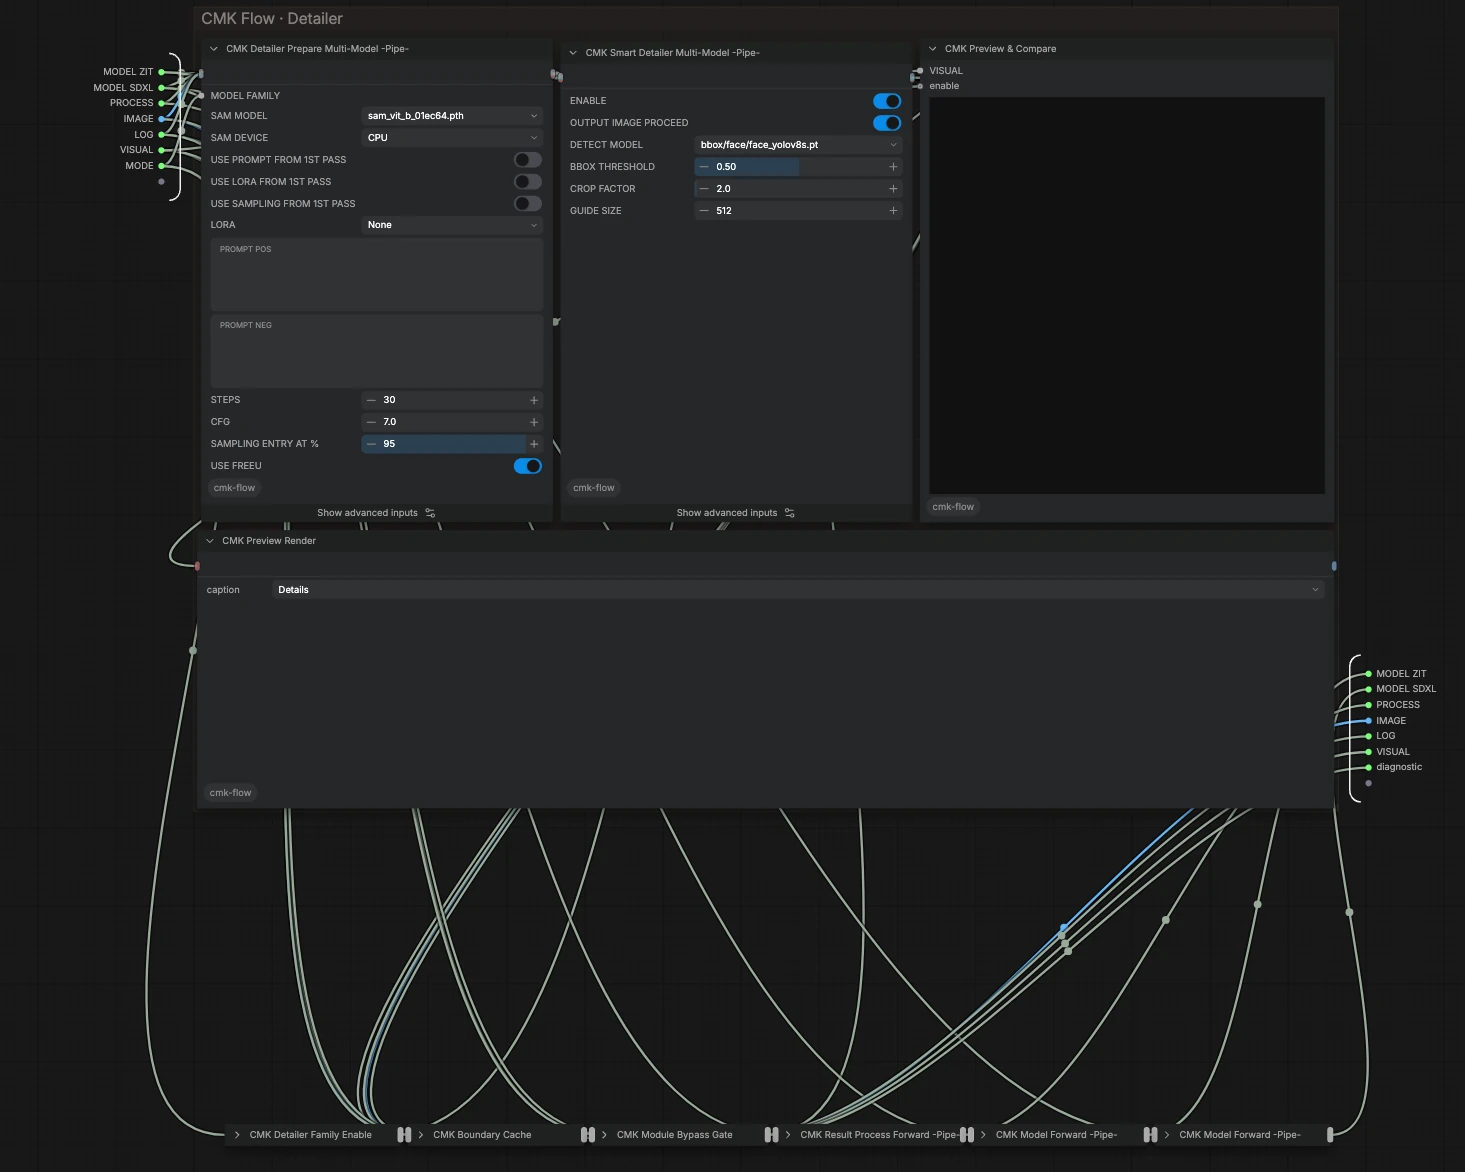 CMK Flow · Detailer
CMK Detailer Prepare Multi-Model -Pipe-
MODEL ZIT
MODEL SDXL
PROCESS
IMAGE
LOG
VISUAL
MODE
MODEL FAMILY
SAM MODEL sam_vit_b_01ec64.pth
SAM DEVICE CPU
USE PROMPT FROM 1ST PASS
USE LORA FROM 1ST PASS
USE SAMPLING FROM 1ST PASS
LORA None
PROMPT POS
PROMPT NEG
STEPS 30
CFG 7.0
SAMPLING ENTRY AT % 95
USE FREEU
cmk-flow
Show advanced inputs
CMK Smart Detailer Multi-Model -Pipe-
ENABLE
OUTPUT IMAGE PROCEED
DETECT MODEL bbox/face/face_yolov8s.pt
BBOX THRESHOLD 0.50
CROP FACTOR 2.0
GUIDE SIZE 512
cmk-flow
Show advanced inputs
CMK Preview & Compare
VISUAL
enable
cmk-flow
CMK Preview Render
caption Details
cmk-flow
MODEL ZIT
MODEL SDXL
PROCESS
IMAGE
LOG
VISUAL
diagnostic
CMK Detailer Family Enable
CMK Boundary Cache
CMK Module Bypass Gate
CMK Result Process Forward -Pipe-
CMK Model Forward -Pipe-
CMK Model Forward -Pipe-